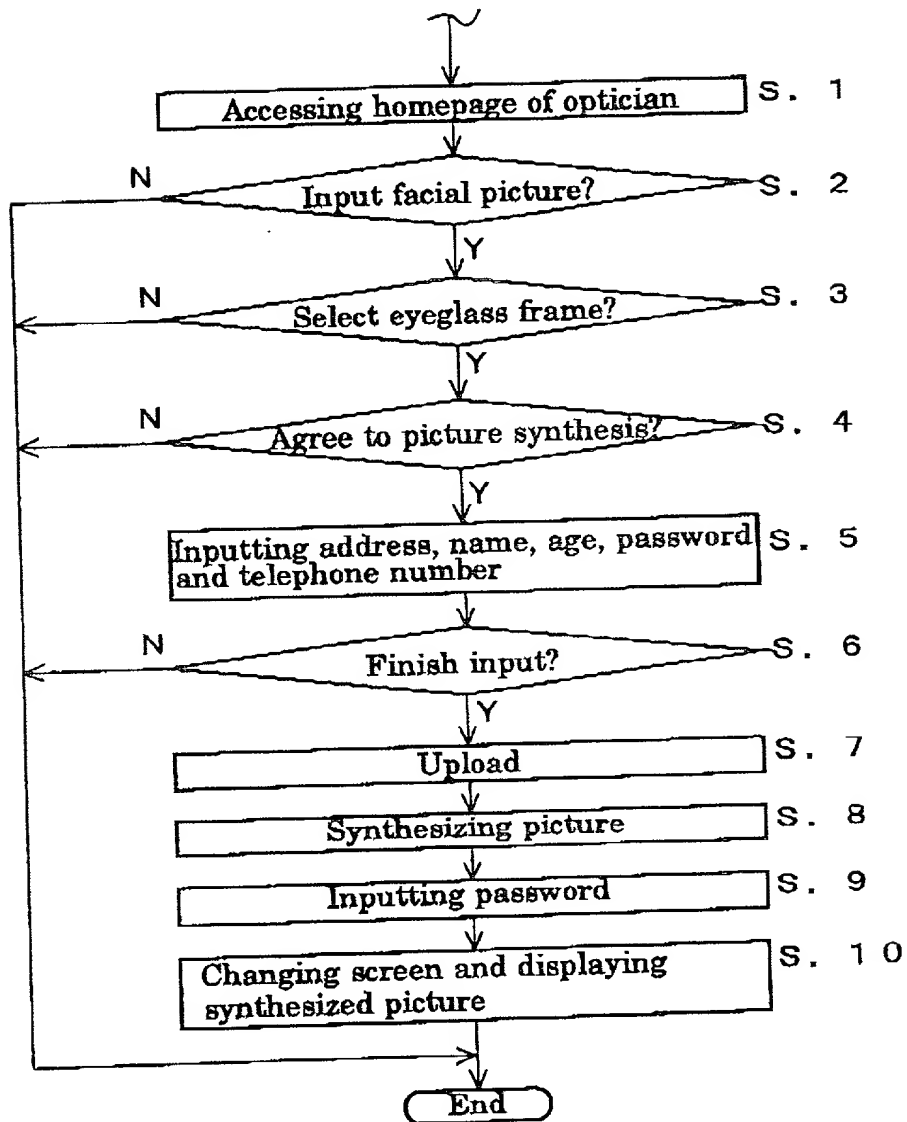 Accessing homepage of optician
S. 1
N
Input facial picture?
S. 2
Y
N
Select eyeglass frame?
S. 3
Y
N
Agree to picture synthesis?
S. 4
Y
Inputting address, name, age, password
and telephone number
S. 5
N
Finish input?
S. 6
Y
Upload
S. 7
Synthesizing picture
S. 8
Inputting password
S. 9
Changing screen and displaying
synthesized picture
S. 10
End